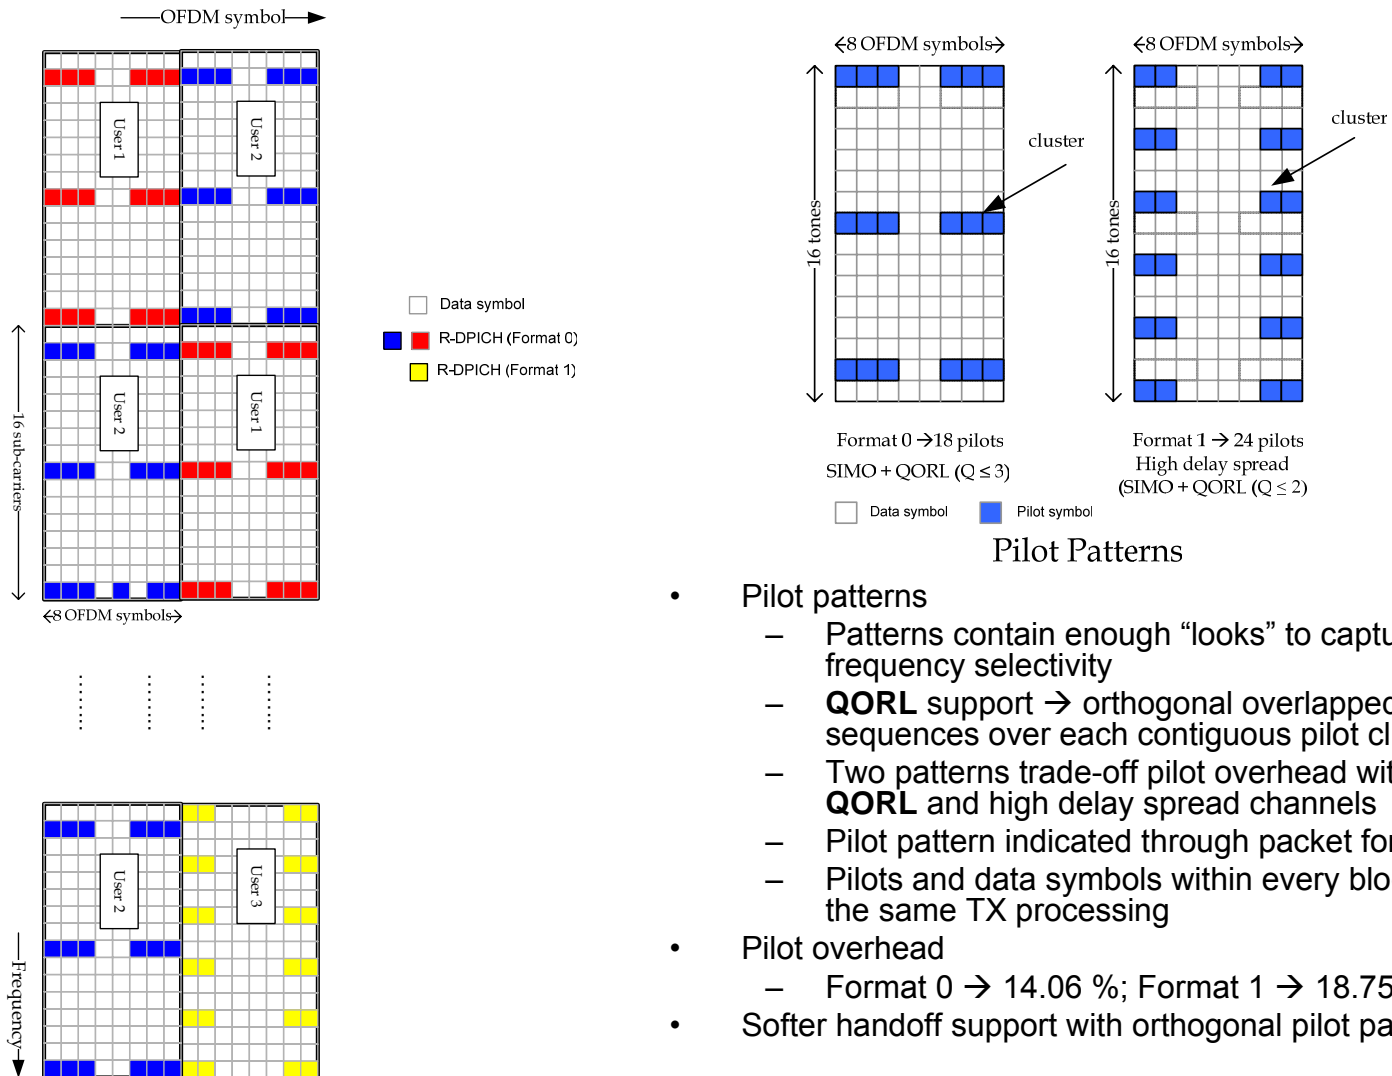 OFDM symbol
User 1
User 2
User 2
User 1
16 sub-carriers
8 OFDM symbols
User 2
User 3
Frequency
Data symbol
R-DPICH (Format 0)
R-DPICH (Format 1)
8 OFDM symbols
8 OFDM symbols
cluster
cluster
16 tones
16 tones
Format 0 → 18 pilots
SIMO + QORL (Q ≤ 3)
Format 1 → 24 pilots
High delay spread
(SIMO + QORL (Q ≤ 2)
Data symbol
Pilot symbol
Pilot Patterns
• Pilot patterns
– Patterns contain enough “looks” to captu
frequency selectivity
– QORL support → orthogonal overlapped
sequences over each contiguous pilot cl
– Two patterns trade-off pilot overhead wit
QORL and high delay spread channels
– Pilot pattern indicated through packet for
– Pilots and data symbols within every blo
the same TX processing
• Pilot overhead
– Format 0 → 14.06 %; Format 1 → 18.75
• Softer handoff support with orthogonal pilot pa